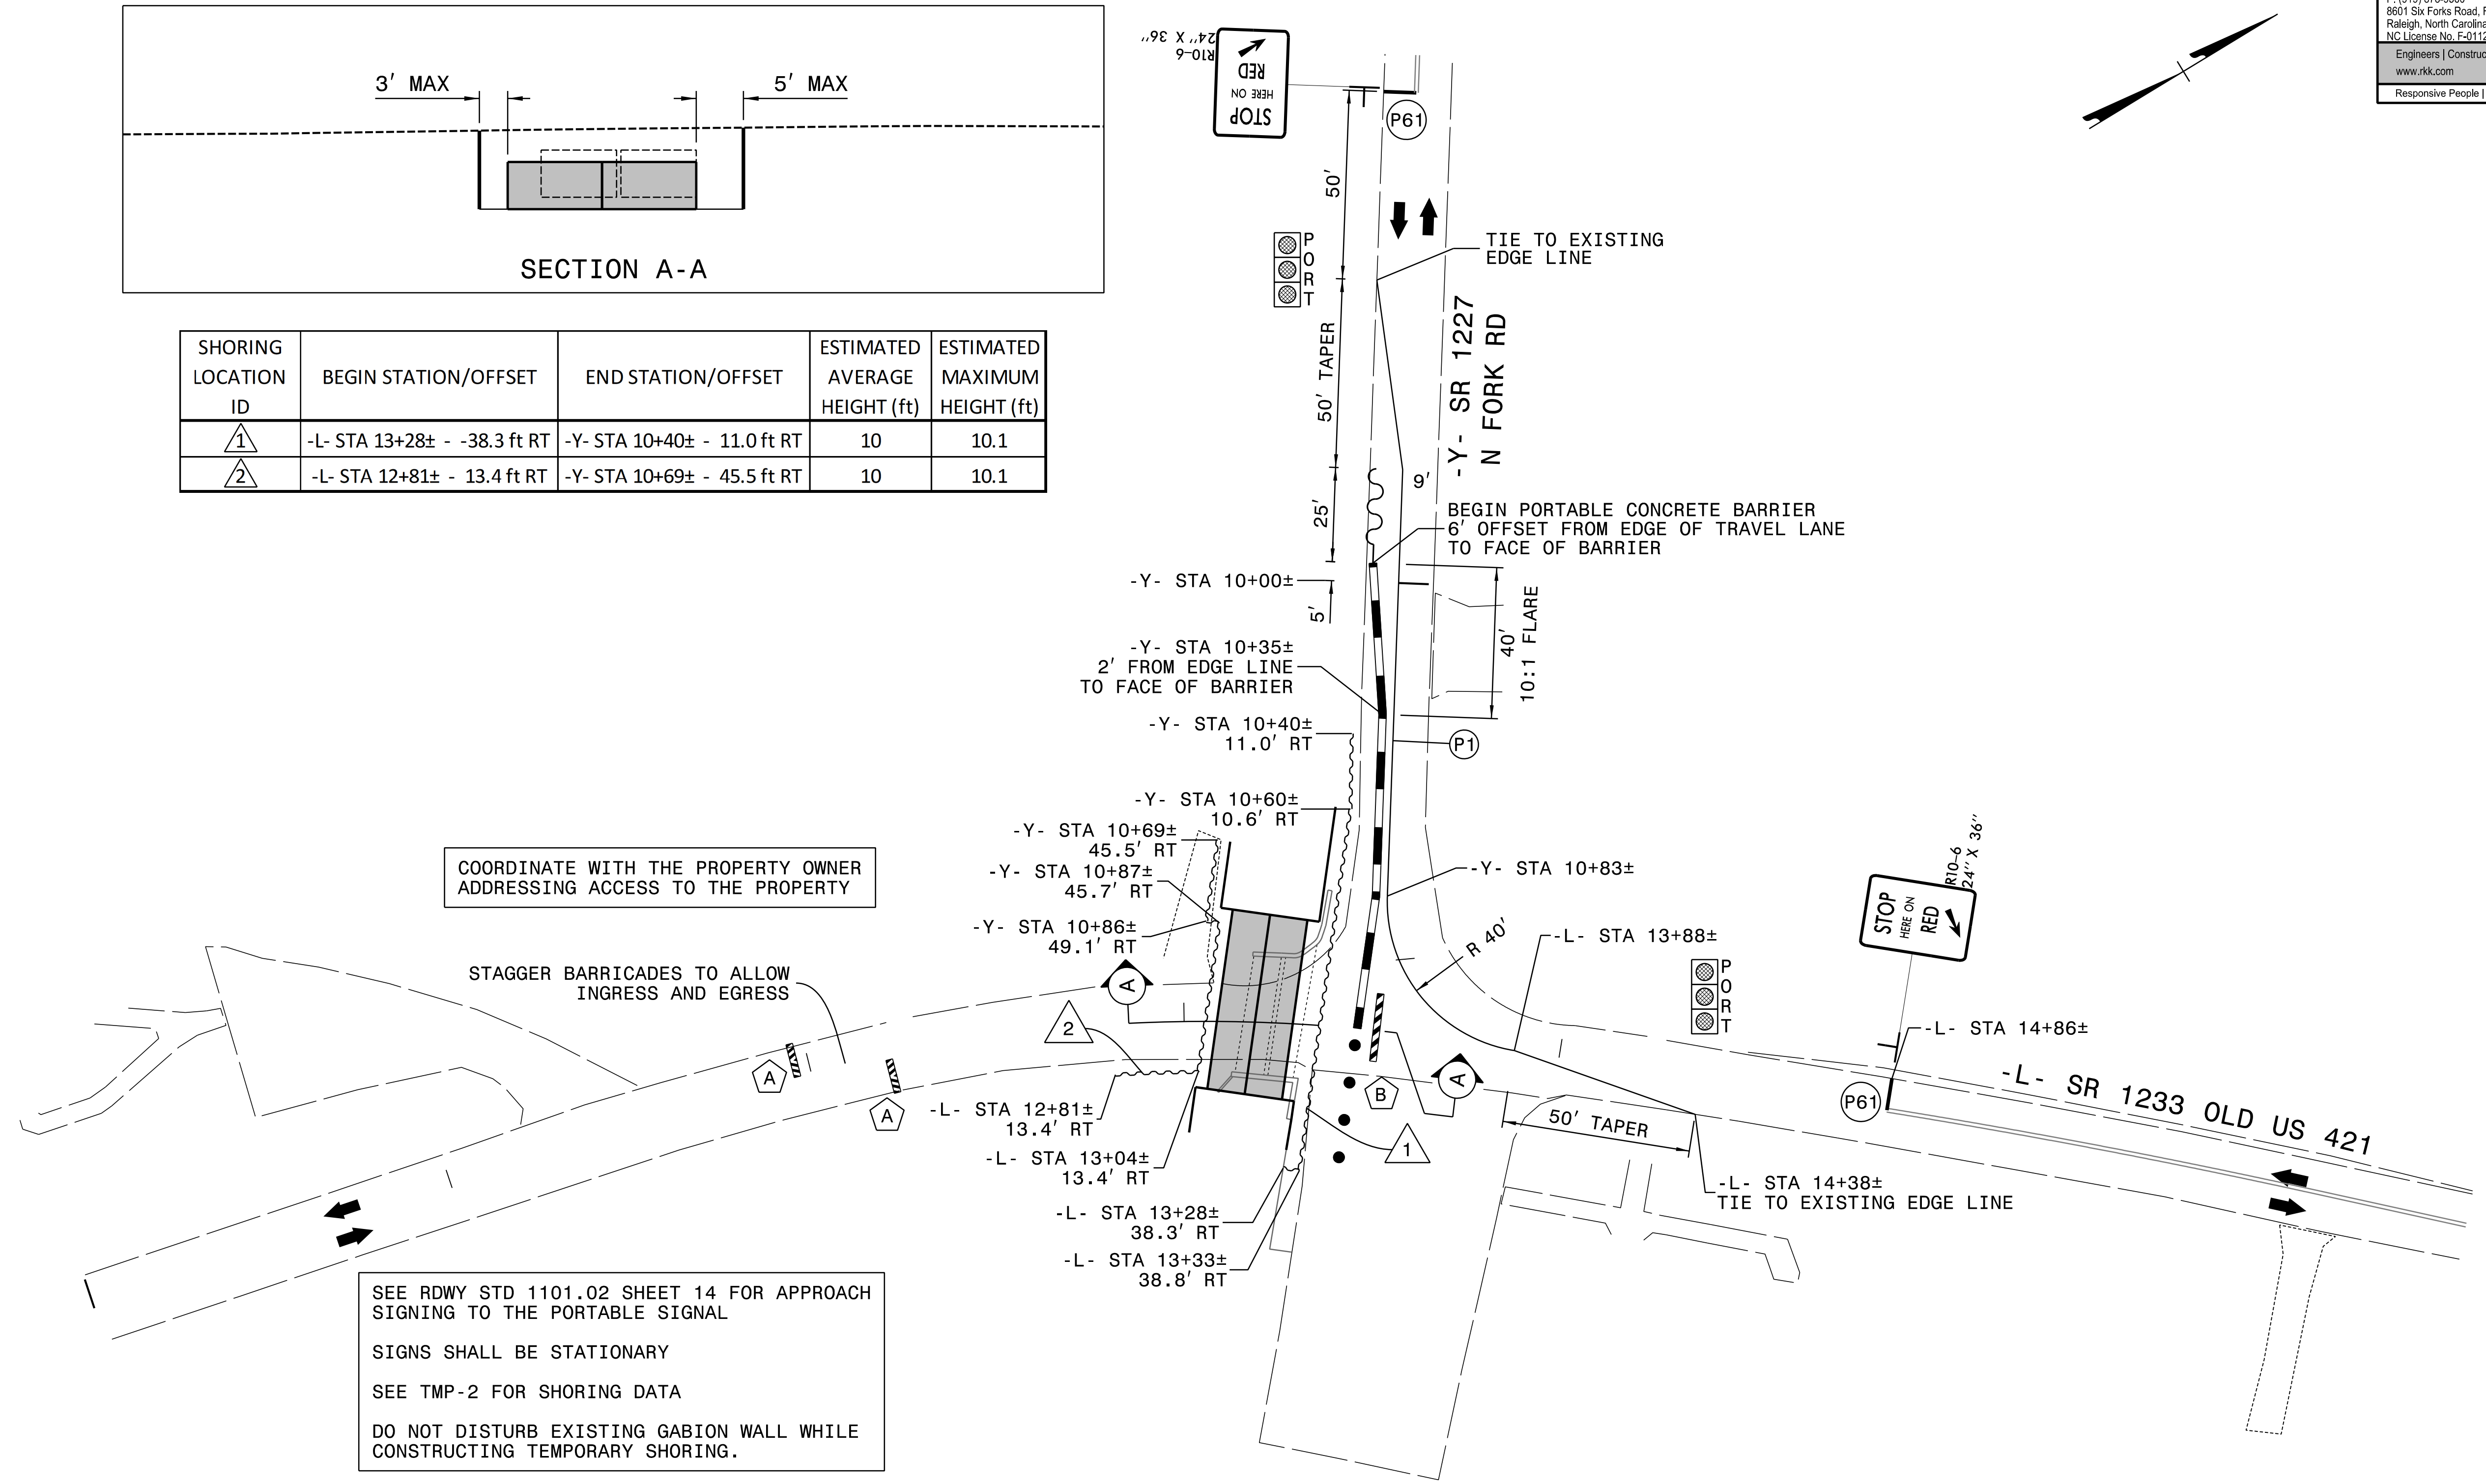 3' MAX
5' MAX
SECTION A-A
SHORING LOCATION ID
BEGIN STATION/OFFSET
END STATION/OFFSET
ESTIMATED AVERAGE HEIGHT (ft)
ESTIMATED MAXIMUM HEIGHT (ft)
1
-L- STA 13+28± - -38.3 ft RT
-Y- STA 10+40± - 11.0 ft RT
10
10.1
2
-L- STA 12+81± - 13.4 ft RT
-Y- STA 10+69± - 45.5 ft RT
10
10.1
R10-6
24" X 36"
STOP
HERE ON
RED
P61
50'
PORT
TIE TO EXISTING
EDGE LINE
50' TAPER
-Y- SR 1227
N FORK RD
9'
25'
BEGIN PORTABLE CONCRETE BARRIER
6' OFFSET FROM EDGE OF TRAVEL LANE
TO FACE OF BARRIER
-Y- STA 10+00±
5'
40'
10:1 FLARE
-Y- STA 10+35±
2' FROM EDGE LINE
TO FACE OF BARRIER
-Y- STA 10+40±
11.0' RT
P1
-Y- STA 10+60±
10.6' RT
-Y- STA 10+69±
45.5' RT
-Y- STA 10+87±
45.7' RT
-Y- STA 10+86±
49.1' RT
-Y- STA 10+83±
R 40'
-L- STA 13+88±
COORDINATE WITH THE PROPERTY OWNER
ADDRESSING ACCESS TO THE PROPERTY
STAGGER BARRICADES TO ALLOW
INGRESS AND EGRESS
A
A
A
2
B
A
1
PORT
R10-6
24" X 36"
STOP
HERE ON
RED
-L- STA 14+86±
P61
-L- SR 1233 OLD US 421
50' TAPER
-L- STA 14+38±
TIE TO EXISTING EDGE LINE
-L- STA 12+81±
13.4' RT
-L- STA 13+04±
13.4' RT
-L- STA 13+28±
38.3' RT
-L- STA 13+33±
38.8' RT
SEE RDWY STD 1101.02 SHEET 14 FOR APPROACH
SIGNING TO THE PORTABLE SIGNAL
SIGNS SHALL BE STATIONARY
SEE TMP-2 FOR SHORING DATA
DO NOT DISTURB EXISTING GABION WALL WHILE
CONSTRUCTING TEMPORARY SHORING.
8601 Six Forks Road,
Raleigh, North Carolina
NC License No. F-0112
Engineers |
www.rkk.com
Responsive People |